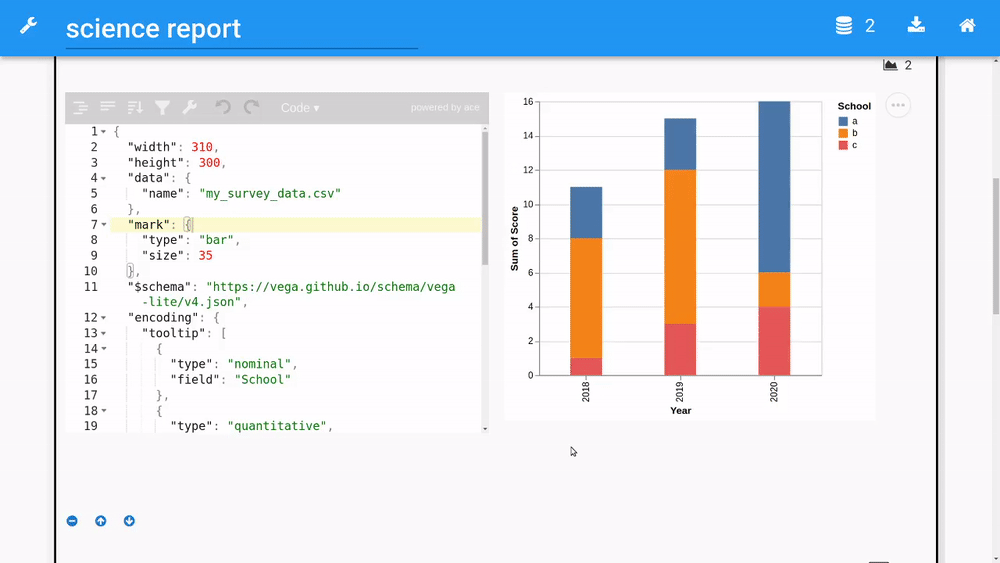 science report
2
2
Code ▾
powered by ace
1 {
2 "width": 310,
3 "height": 300,
4 "data": {
5 "name": "my_survey_data.csv"
6 },
7 "mark": {
8 "type": "bar",
9 "size": 35
10 },
11 "$schema": "https://vega.github.io/schema/vega
-lite/v4.json",
12 "encoding": {
13 "tooltip": [
14 {
15 "type": "nominal",
16 "field": "School"
17 },
18 {
19 "type": "quantitative",
16
14
12
10
8
6
4
2
0
Sum of Score
2018
2019
2020
Year
School
a
b
c